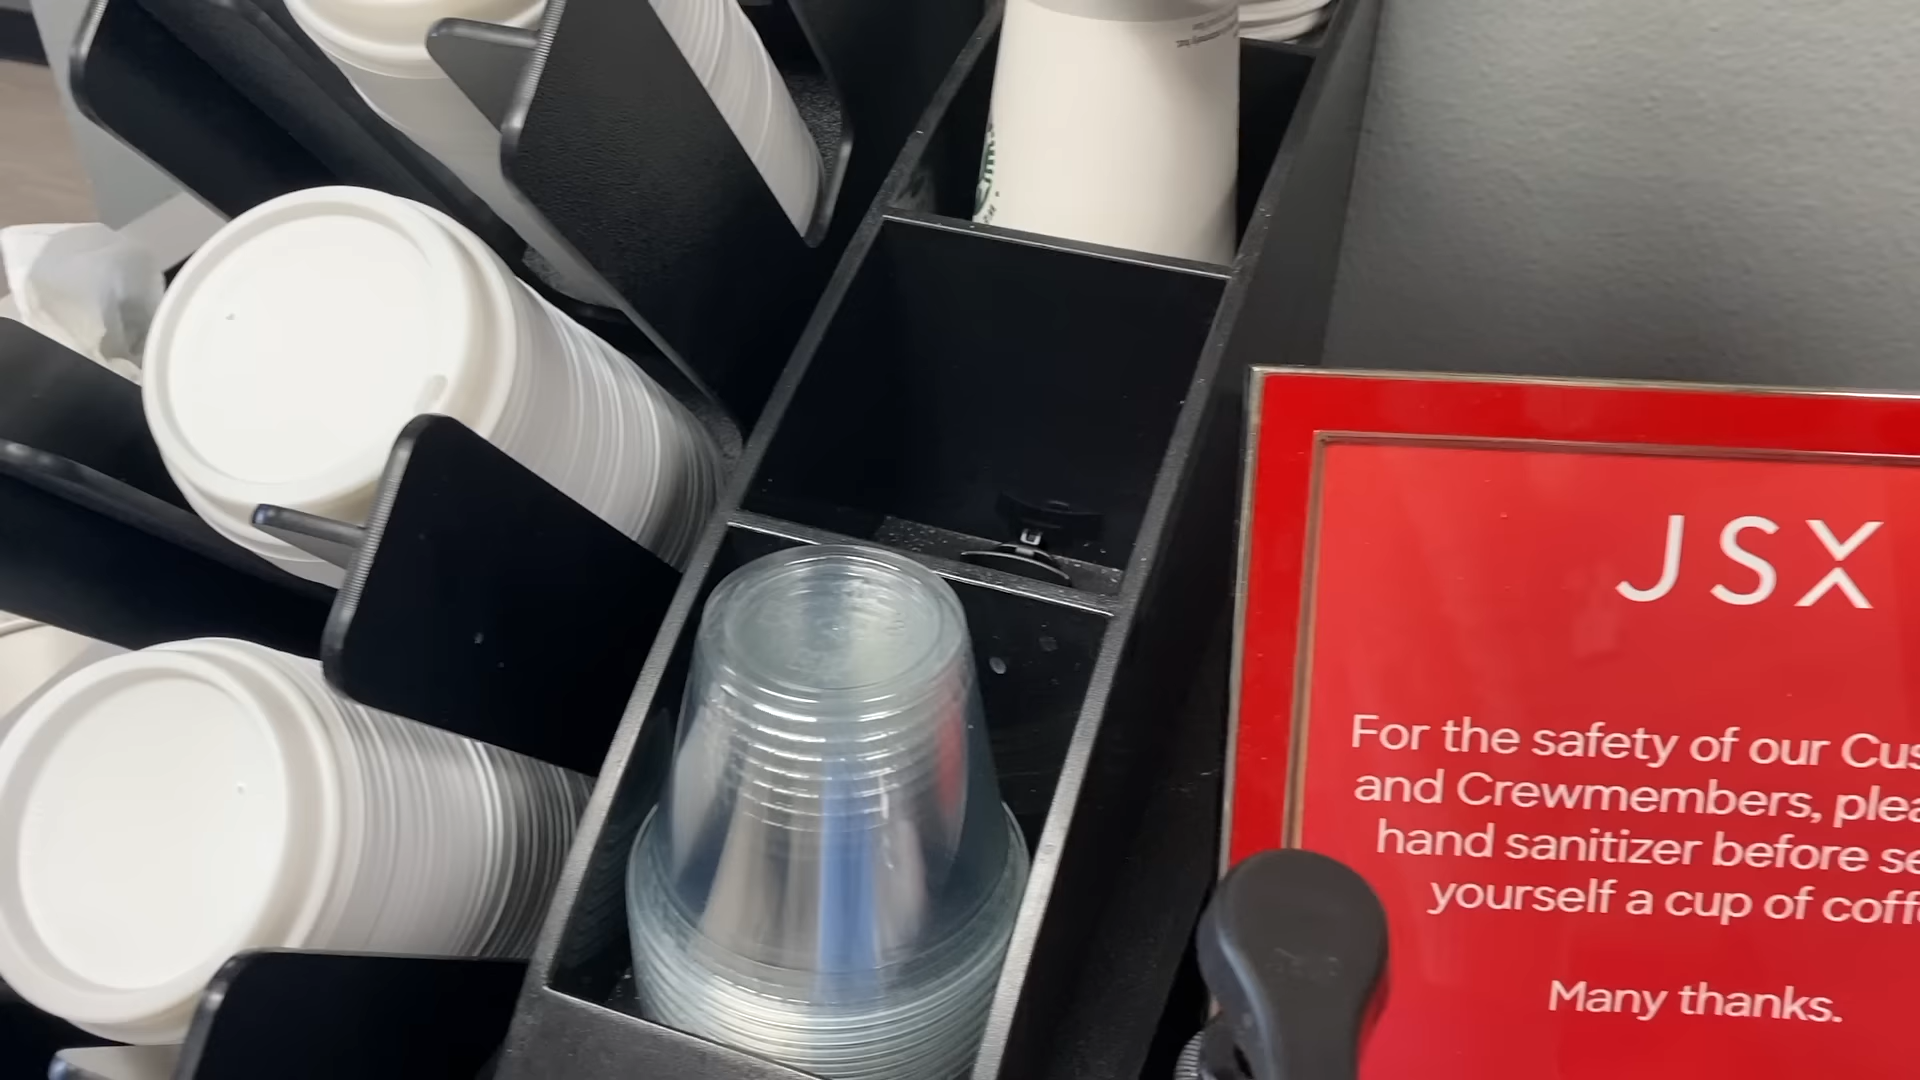 JSX
For the safety of our Cus
and Crewmembers, plea
hand sanitizer before se
yourself a cup of coff
Many thanks.